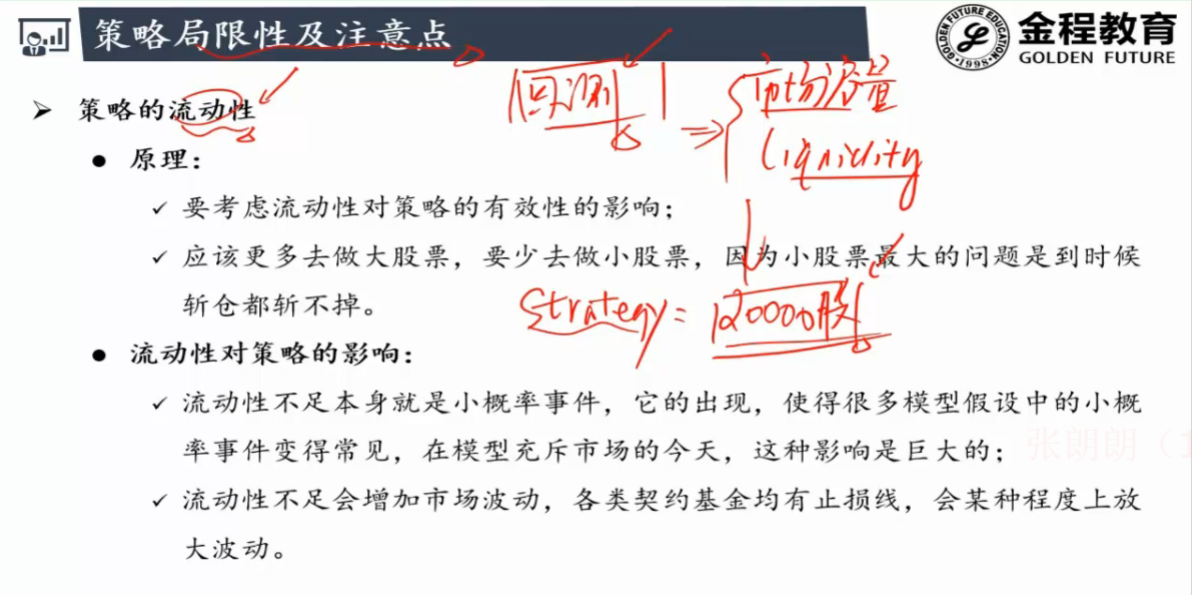 策略局限性及注意点
GOLDEN FUTURE EDUCATION
·1998·
金程教育
GOLDEN FUTURE
回测
市场容量
Liquidity
➢ 策略的流动性
● 原理：
✓ 要考虑流动性对策略的有效性的影响；
✓ 应该更多去做大股票，要少去做小股票，因为小股票最大的问题是到时候
斩仓都斩不掉。
Strategy = 120000股
● 流动性对策略的影响：
✓ 流动性不足本身就是小概率事件，它的出现，使得很多模型假设中的小概
率事件变得常见，在模型充斥市场的今天，这种影响是巨大的；
张朗朗（1
✓ 流动性不足会增加市场波动，各类契约基金均有止损线，会某种程度上放
大波动。